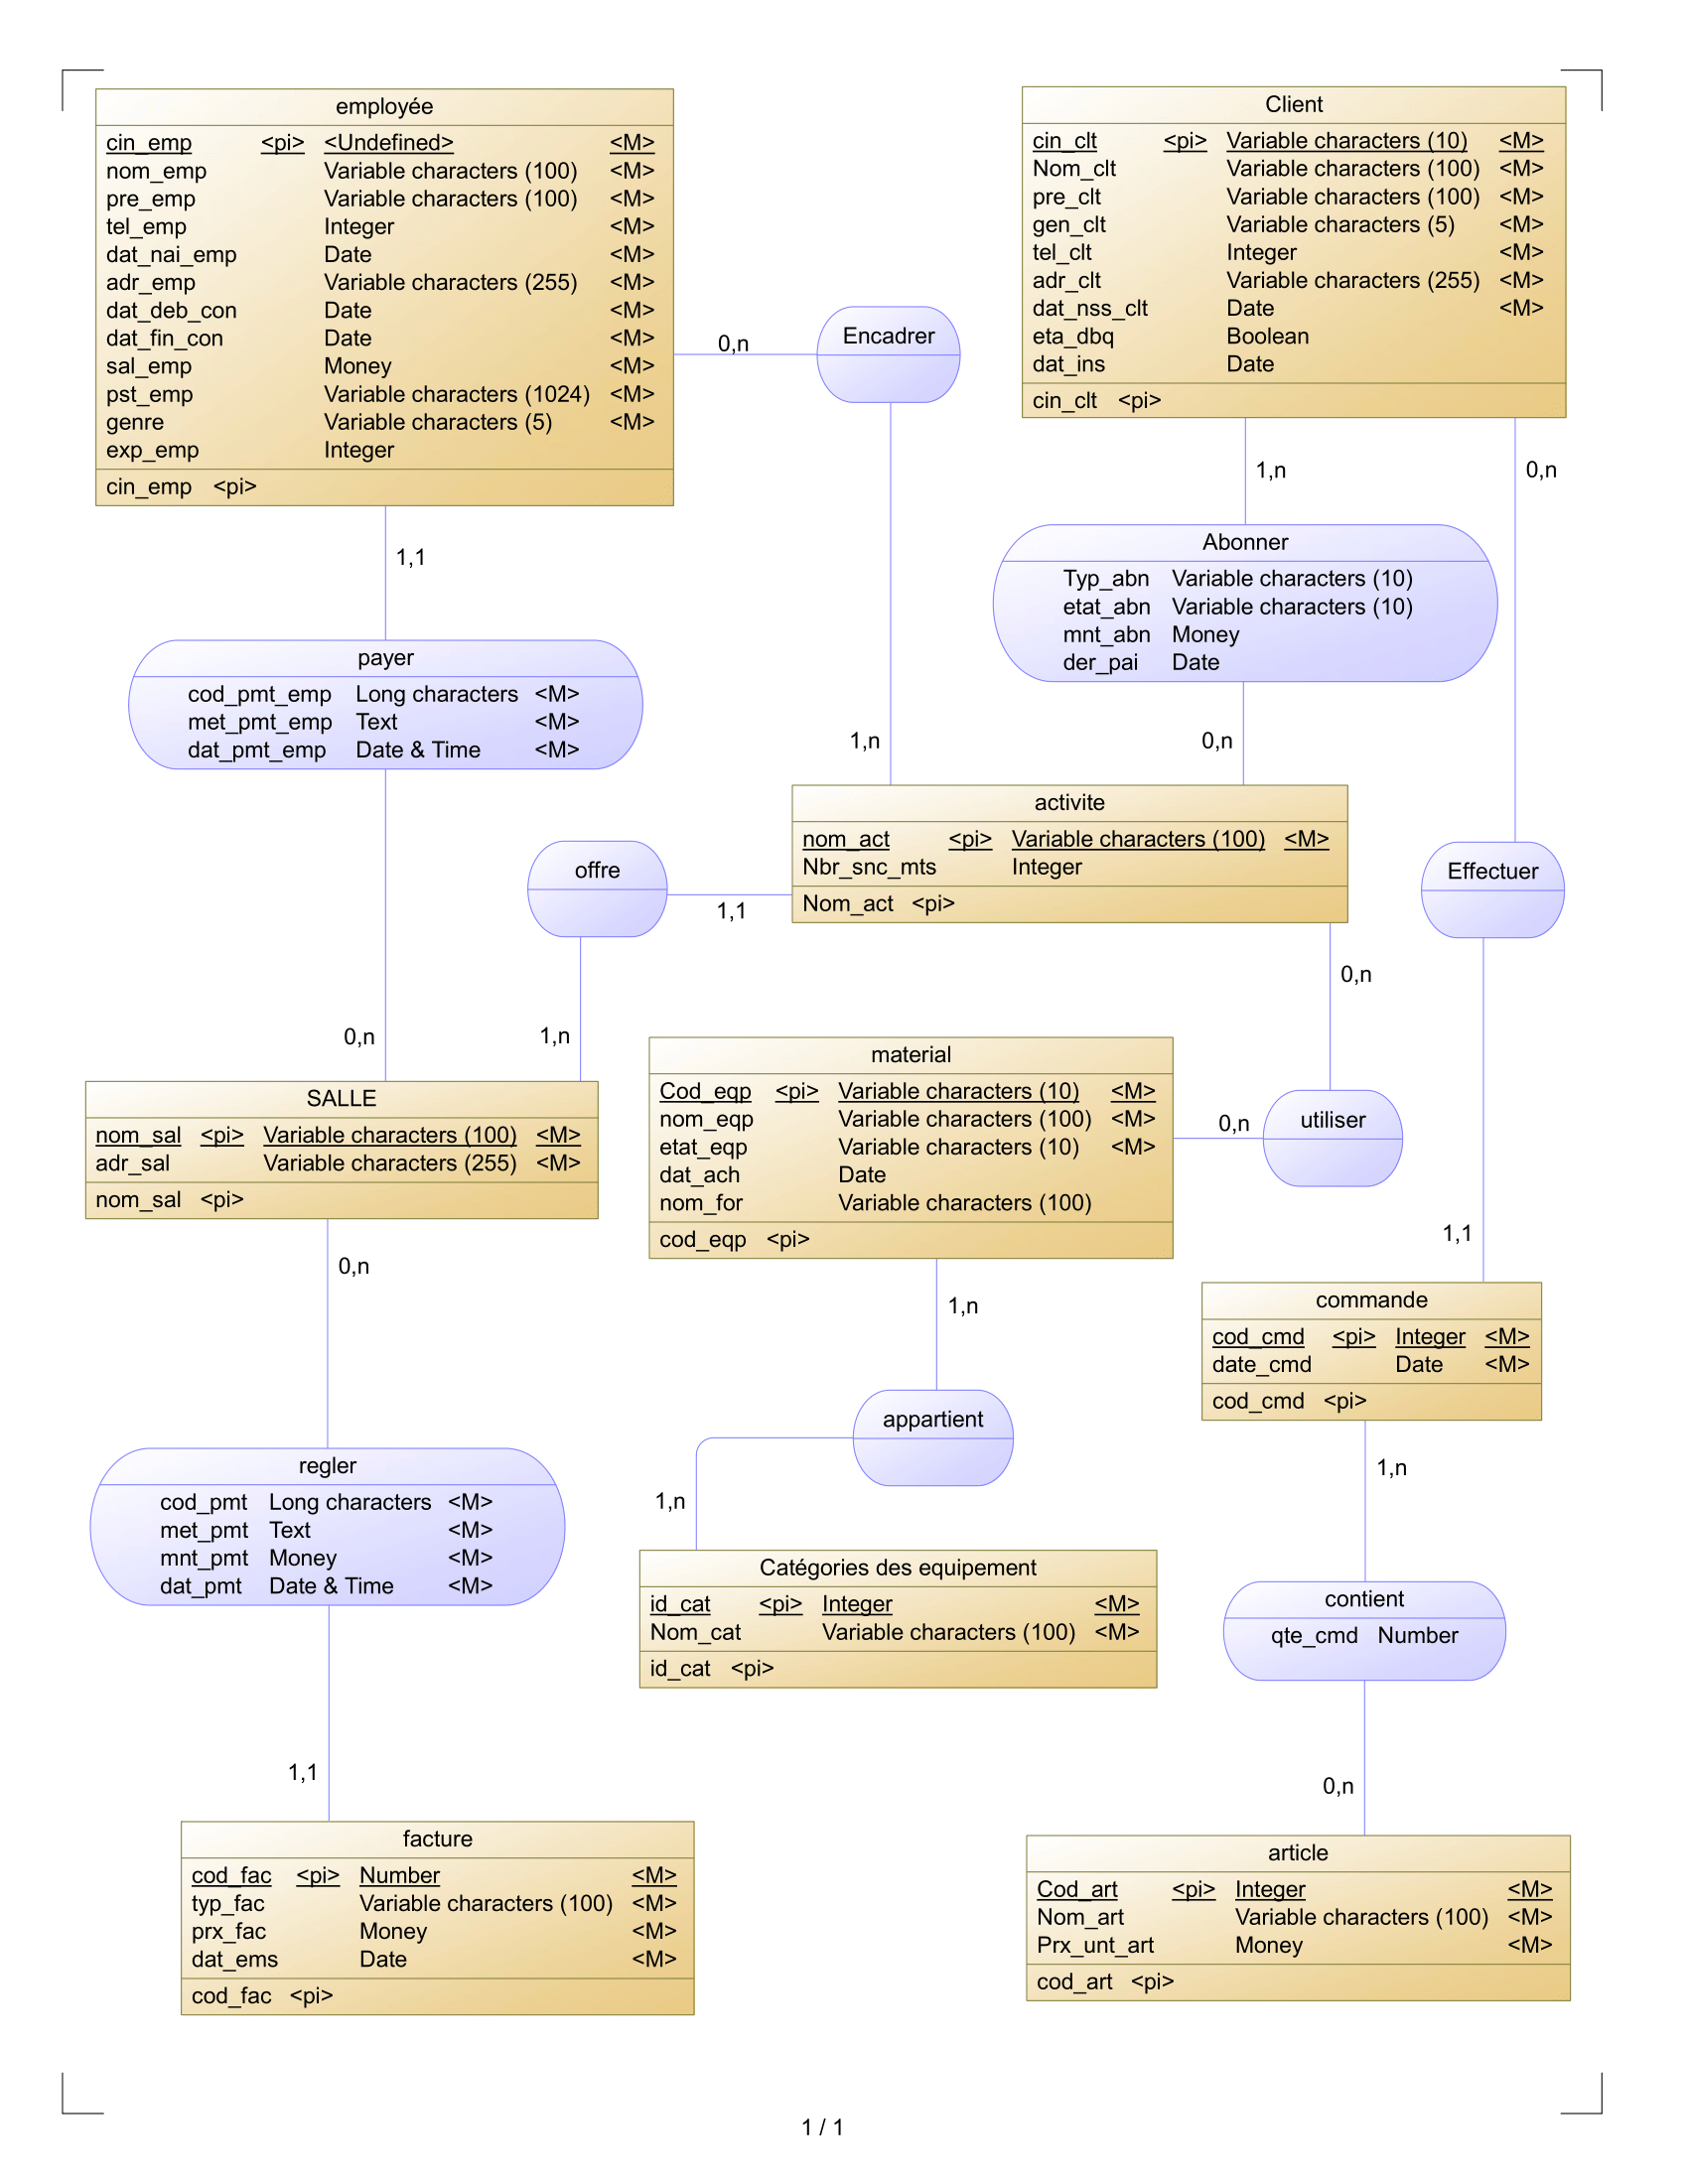 employée
cin_emp <pi> <Undefined> <M>
nom_emp Variable characters (100) <M>
pre_emp Variable characters (100) <M>
tel_emp Integer <M>
dat_nai_emp Date <M>
adr_emp Variable characters (255) <M>
dat_deb_con Date <M>
dat_fin_con Date <M>
sal_emp Money <M>
pst_emp Variable characters (1024) <M>
genre Variable characters (5) <M>
exp_emp Integer
cin_emp <pi>
Client
cin_clt <pi> Variable characters (10) <M>
Nom_clt Variable characters (100) <M>
pre_clt Variable characters (100) <M>
gen_clt Variable characters (5) <M>
tel_clt Integer <M>
adr_clt Variable characters (255) <M>
dat_nss_clt Date <M>
eta_dbq Boolean
dat_ins Date
cin_clt <pi>
0,n
Encadrer
1,n
0,n
1,1
Abonner
Typ_abn Variable characters (10)
etat_abn Variable characters (10)
mnt_abn Money
der_pai Date
payer
cod_pmt_emp Long characters <M>
met_pmt_emp Text <M>
dat_pmt_emp Date & Time <M>
1,n
0,n
activite
nom_act <pi> Variable characters (100) <M>
Nbr_snc_mts Integer
Nom_act <pi>
offre
1,1
Effectuer
0,n
0,n
1,n
SALLE
nom_sal <pi> Variable characters (100) <M>
adr_sal Variable characters (255) <M>
nom_sal <pi>
material
Cod_eqp <pi> Variable characters (10) <M>
nom_eqp Variable characters (100) <M>
etat_eqp Variable characters (10) <M>
dat_ach Date
nom_for Variable characters (100)
cod_eqp <pi>
0,n
utiliser
1,1
0,n
1,n
commande
cod_cmd <pi> Integer <M>
date_cmd Date <M>
cod_cmd <pi>
appartient
1,n
1,n
regler
cod_pmt Long characters <M>
met_pmt Text <M>
mnt_pmt Money <M>
dat_pmt Date & Time <M>
Catégories des equipement
id_cat <pi> Integer <M>
Nom_cat Variable characters (100) <M>
id_cat <pi>
contient
qte_cmd Number
1,1
0,n
facture
cod_fac <pi> Number <M>
typ_fac Variable characters (100) <M>
prx_fac Money <M>
dat_ems Date <M>
cod_fac <pi>
article
Cod_art <pi> Integer <M>
Nom_art Variable characters (100) <M>
Prx_unt_art Money <M>
cod_art <pi>
1 / 1